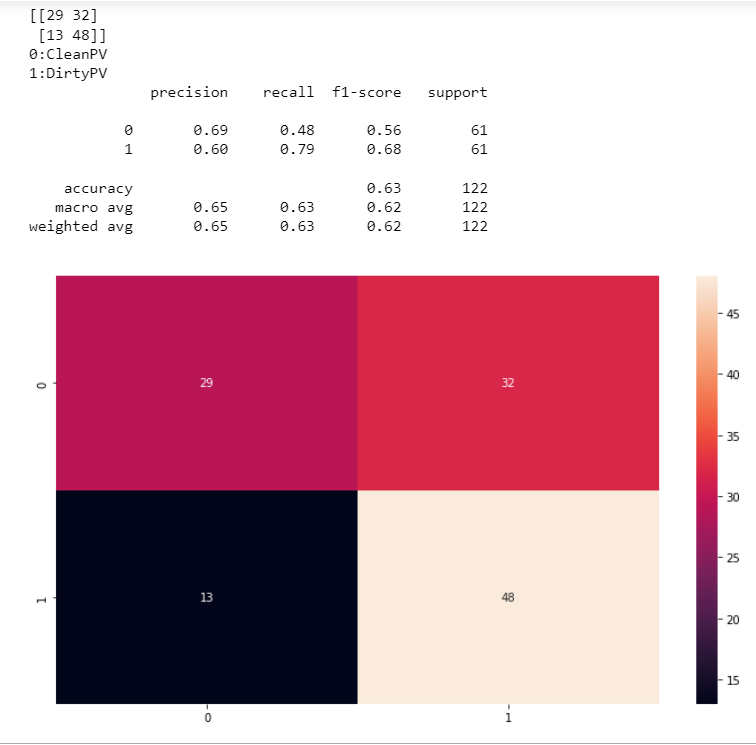 [[29 32]
[13 48]]
0:CleanPV
1:DirtyPV
precision recall f1-score support
0 0.69 0.48 0.56 61
1 0.60 0.79 0.68 61
accuracy 0.63 122
macro avg 0.65 0.63 0.62 122
weighted avg 0.65 0.63 0.62 122
45
0 29 32 40
35
30
25
1 13 48 20
15
0 1